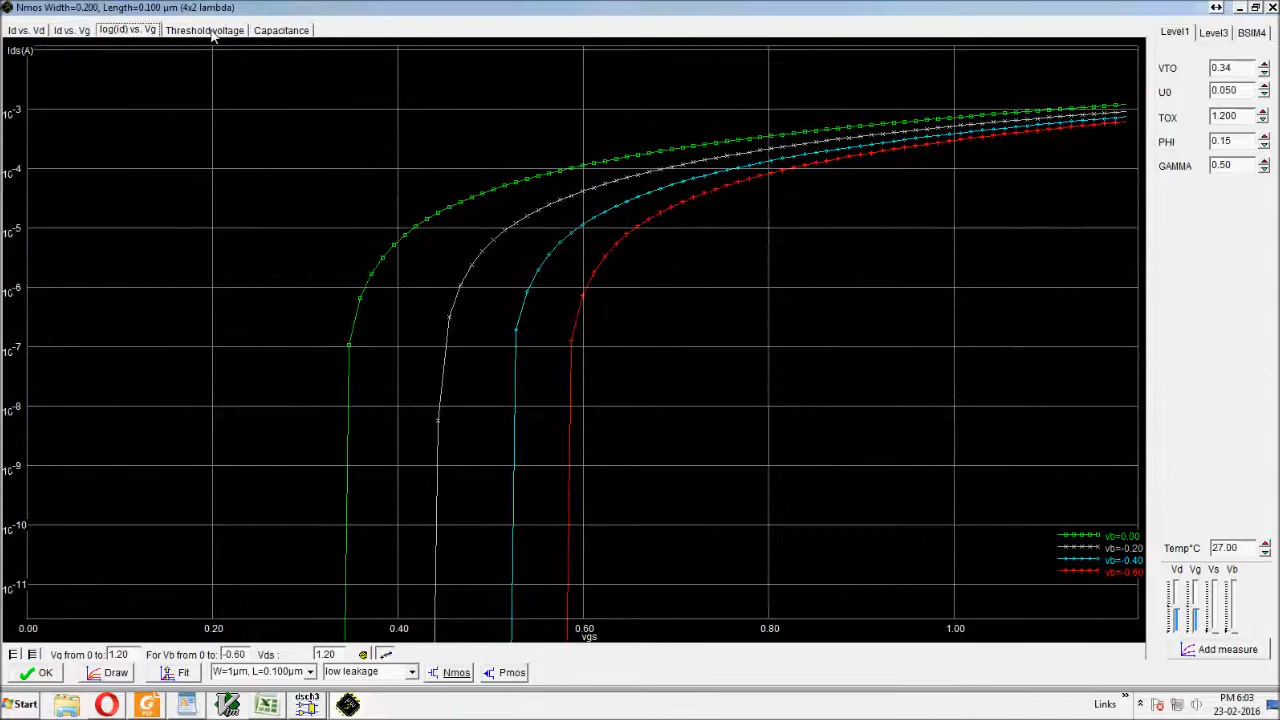 Nmos Width=0.200, Length=0.100 µm (4x2 lambda)
Id vs. Vd Id vs. Vg log(id) vs. Vg Threshold voltage Capacitance
Level1 Level3 BSIM4
Ids(A)
VTO 0.34
U0 0.050
TOX 1.200
PHI 0.15
GAMMA 0.50
10-3
10-4
10-5
10-6
10-7
10-8
10-9
10-10
10-11
vb=0.00
vb=-0.20
vb=-0.40
vb=-0.60
Temp°C 27.00
Vd Vg Vs Vb
0.00 0.20 0.40 0.60 0.80 1.00
vgs
Add measure
Vg from 0 to: 1.20 For Vb from 0 to: -0.60 Vds : 1.20
OK Draw Fit W=1µm, L=0.100µm low leakage Nmos Pmos
Start dsch3 Links PM 6:03
23-02-2016